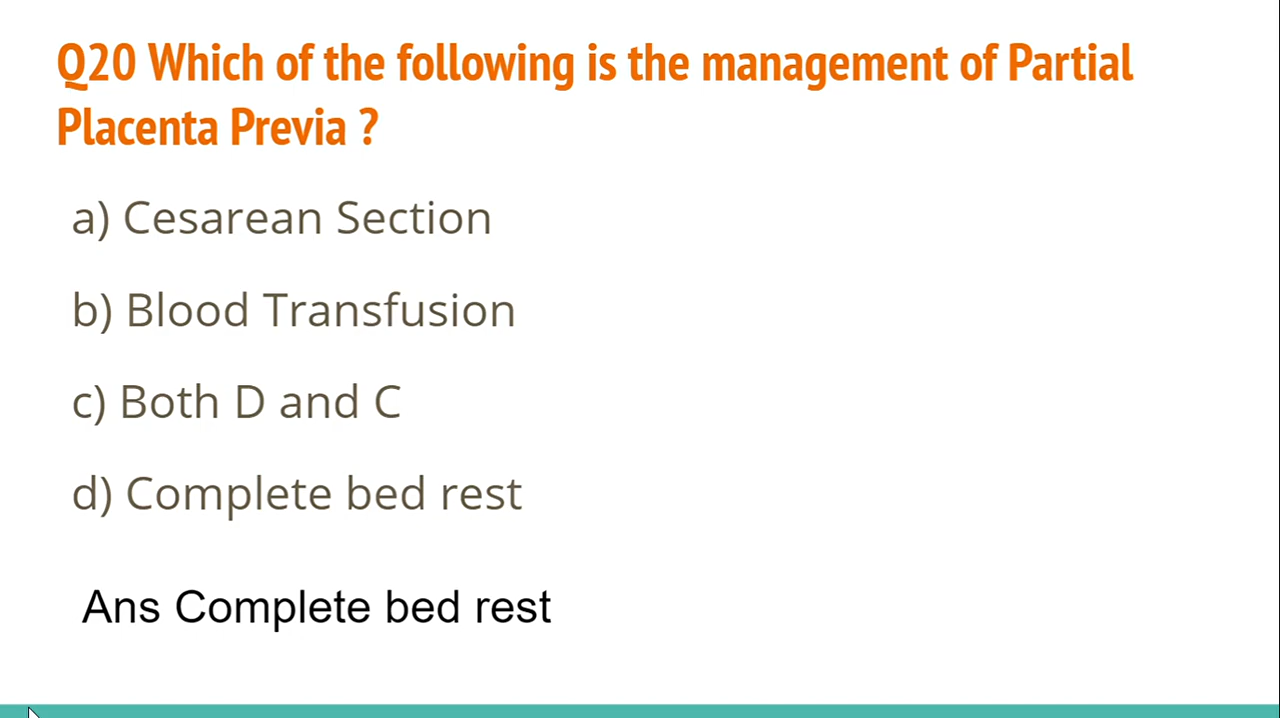 Q20 Which of the following is the management of Partial
Placenta Previa ?
a) Cesarean Section
b) Blood Transfusion
c) Both D and C
d) Complete bed rest
Ans Complete bed rest